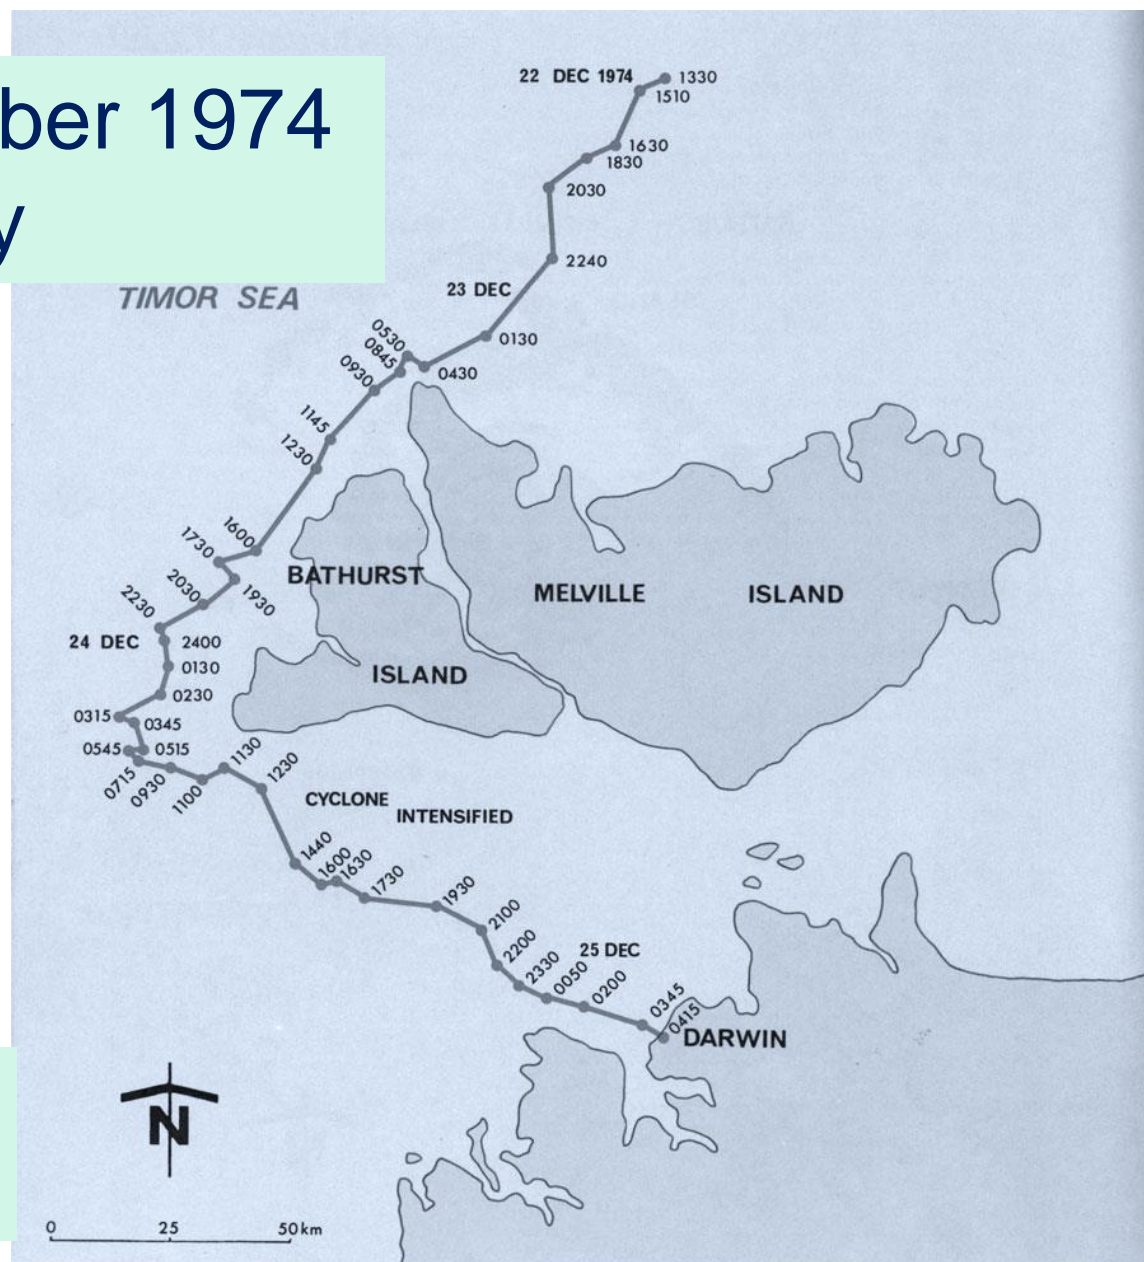 ber 1974
y
22 DEC 1974
1330
1510
1630
1830
2030
2240
TIMOR SEA
23 DEC
0130
0430
0530
0845
0930
1145
1230
1600
1730
1930
2030
2230
24 DEC
2400
0130
0230
0315
0345
0515
0545
0715
0930
1100
1130
1230
BATHURST
ISLAND
MELVILLE ISLAND
CYCLONE
INTENSIFIED
1440
1600
1630
1730
1930
2100
2200
2330
25 DEC
0050
0200
0345
0415
DARWIN
N
0 25 50km